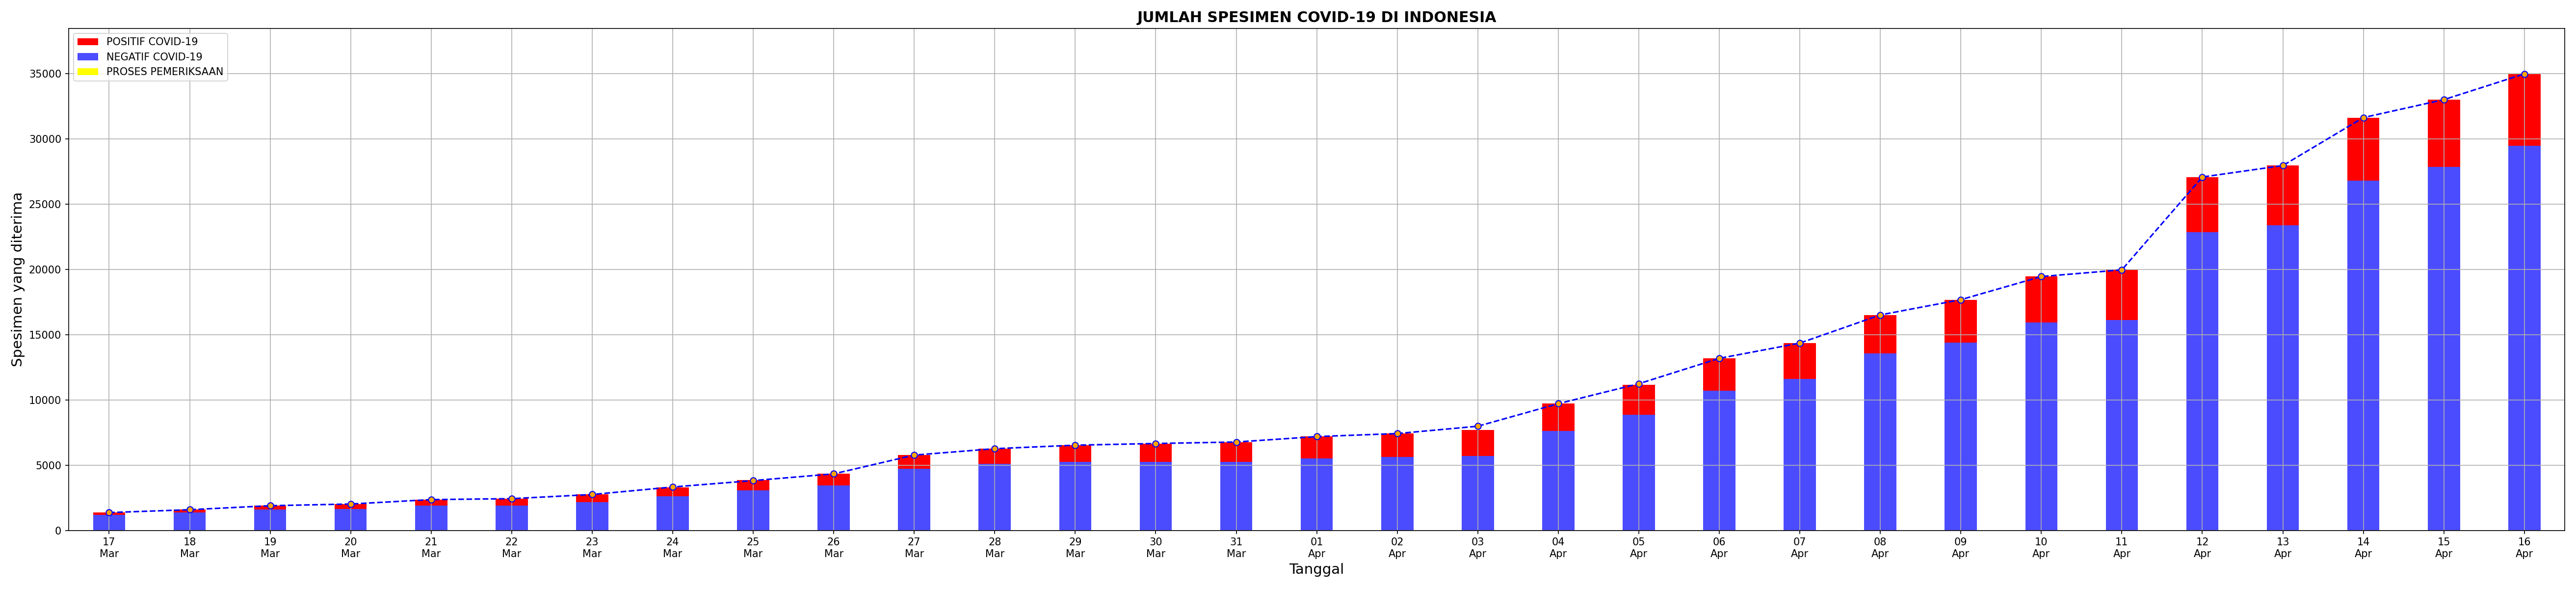 JUMLAH SPESIMEN COVID-19 DI INDONESIA
POSITIF COVID-19
NEGATIF COVID-19
PROSES PEMERIKSAAN
Spesimen yang diterima
35000
30000
25000
20000
15000
10000
5000
0
17 18 19 20 21 22 23 24 25 26 27 28 29 30 31 01 02 03 04 05 06 07 08 09 10 11 12 13 14 15 16
Mar Mar Mar Mar Mar Mar Mar Mar Mar Mar Mar Mar Mar Mar Mar Apr Apr Apr Apr Apr Apr Apr Apr Apr Apr Apr Apr Apr Apr Apr Apr
Tanggal